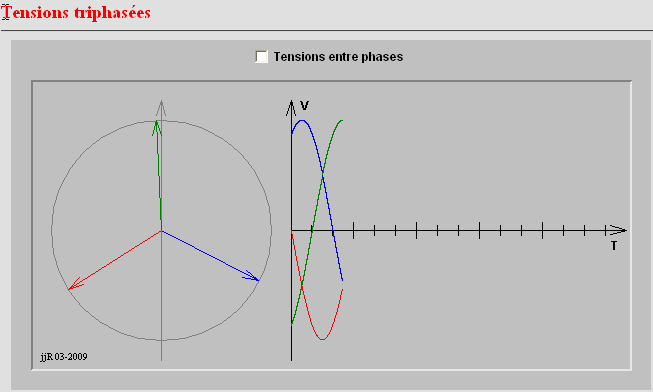 Tensions triphasées
Tensions entre phases
V
T
jjR 03-2009